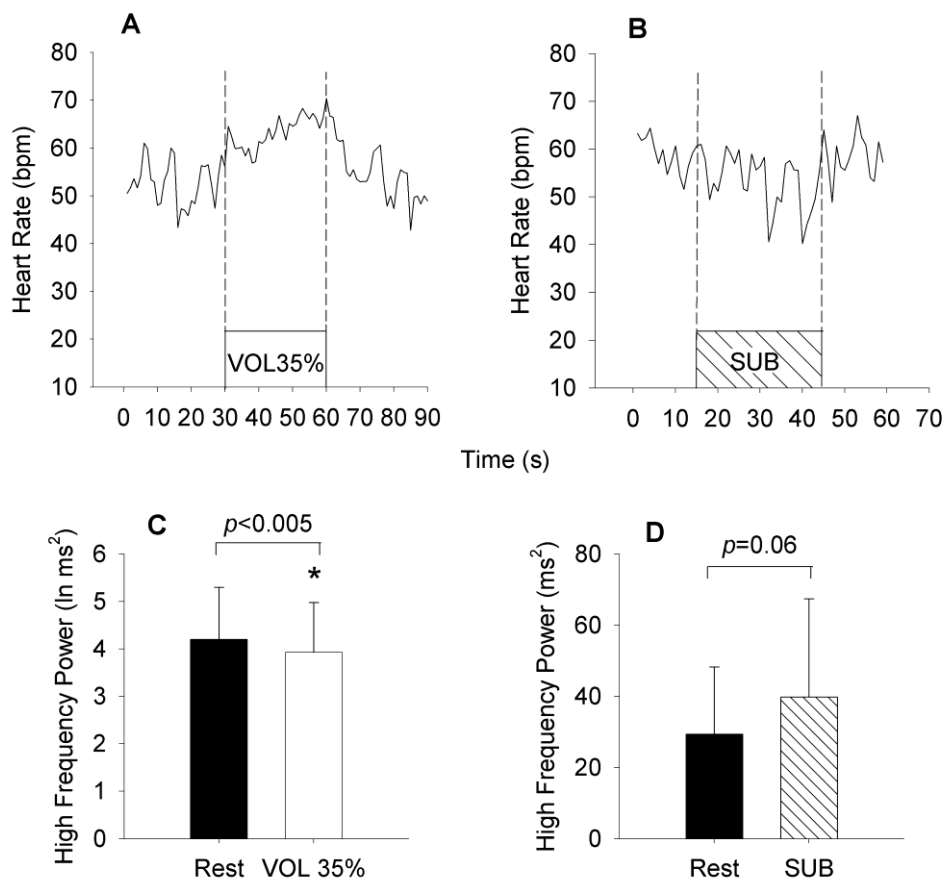 A
80
70
60
50
40
30
20
10
Heart Rate (bpm)
VOL35%
0 10 20 30 40 50 60 70 80 90
B
80
70
60
50
40
30
20
10
Heart Rate (bpm)
SUB
0 10 20 30 40 50 60 70
Time (s)
C
p<0.005
*
6
5
4
3
2
1
0
High Frequency Power (ln ms²)
Rest VOL 35%
D
p=0.06
80
60
40
20
0
High Frequency Power (ms²)
Rest SUB